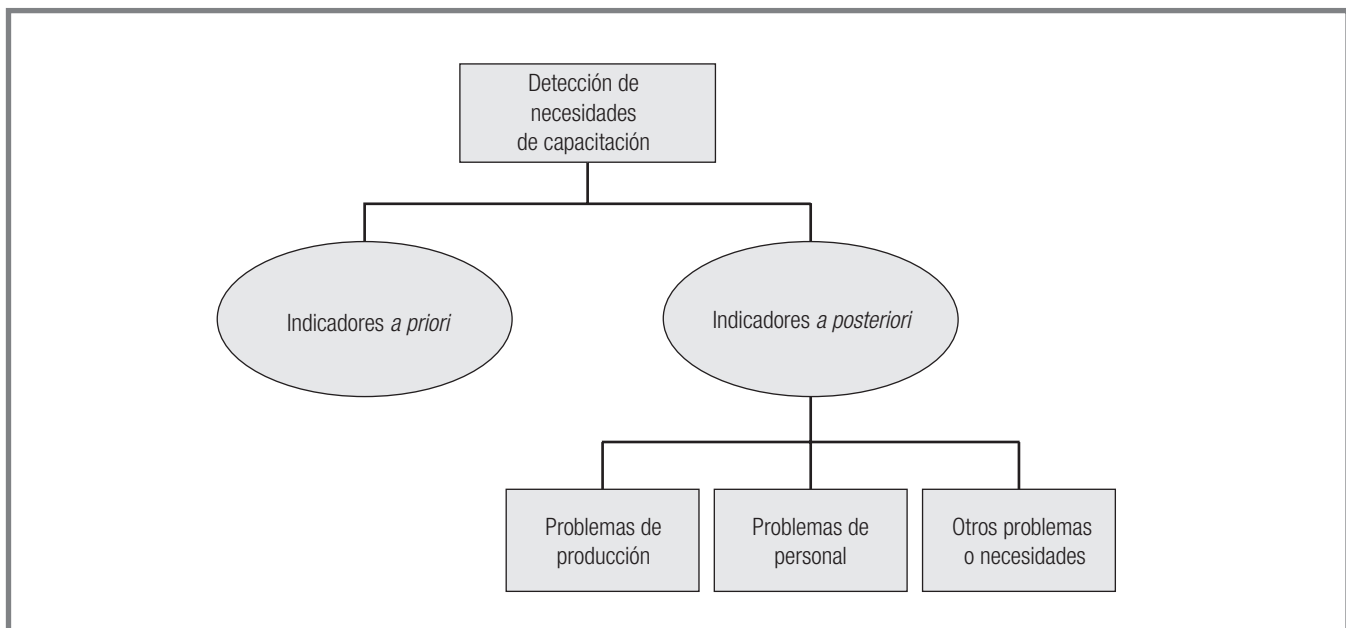 Detección de
necesidades
de capacitación
Indicadores a priori
Indicadores a posteriori
Problemas de
producción
Problemas de
personal
Otros problemas
o necesidades